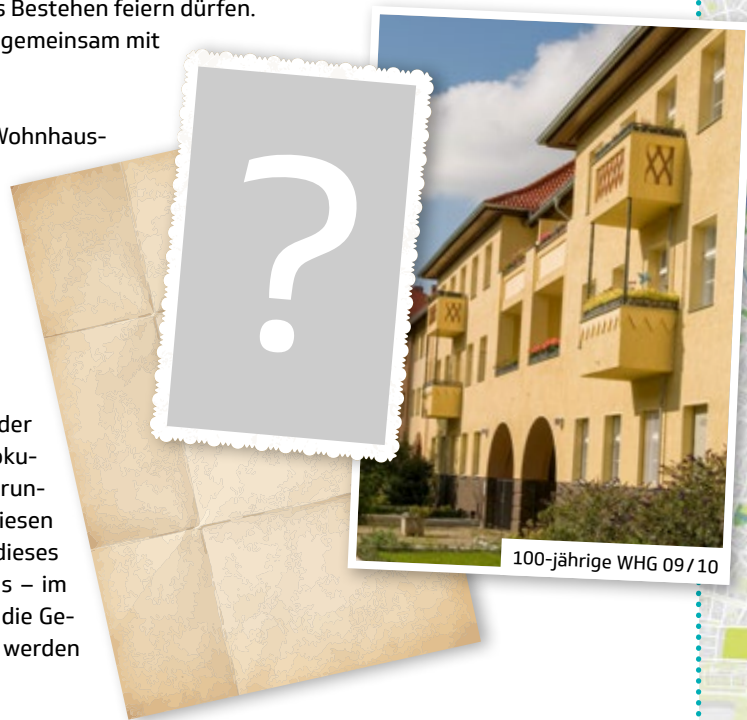 s Bestehen feiern dürfen.
gemeinsam mit
Wohnhaus-
?
der
oku-
run-
iesen
dieses
s – im
die Ge-
werden
100-jährige WHG 09/10